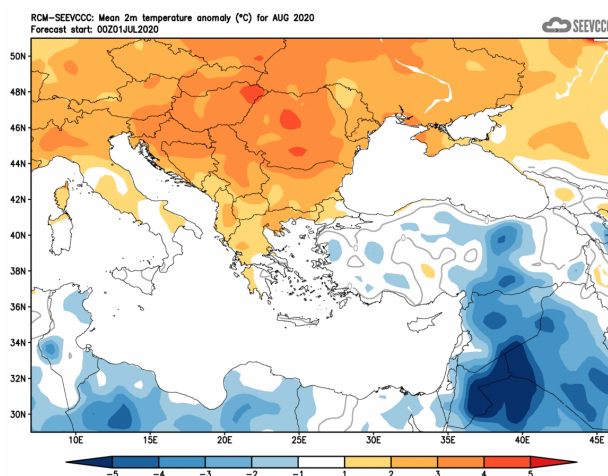 RCM-SEEVCCC: Mean 2m temperature anomaly (°C) for AUG 2020
Forecast start: 00Z01JUL2020
SEEVCCC
50N
48N
46N
44N
42N
40N
38N
36N
34N
32N
30N
10E 15E 20E 25E 30E 35E 40E 45E
-5 -4 -3 -2 -1 1 2 3 4 5